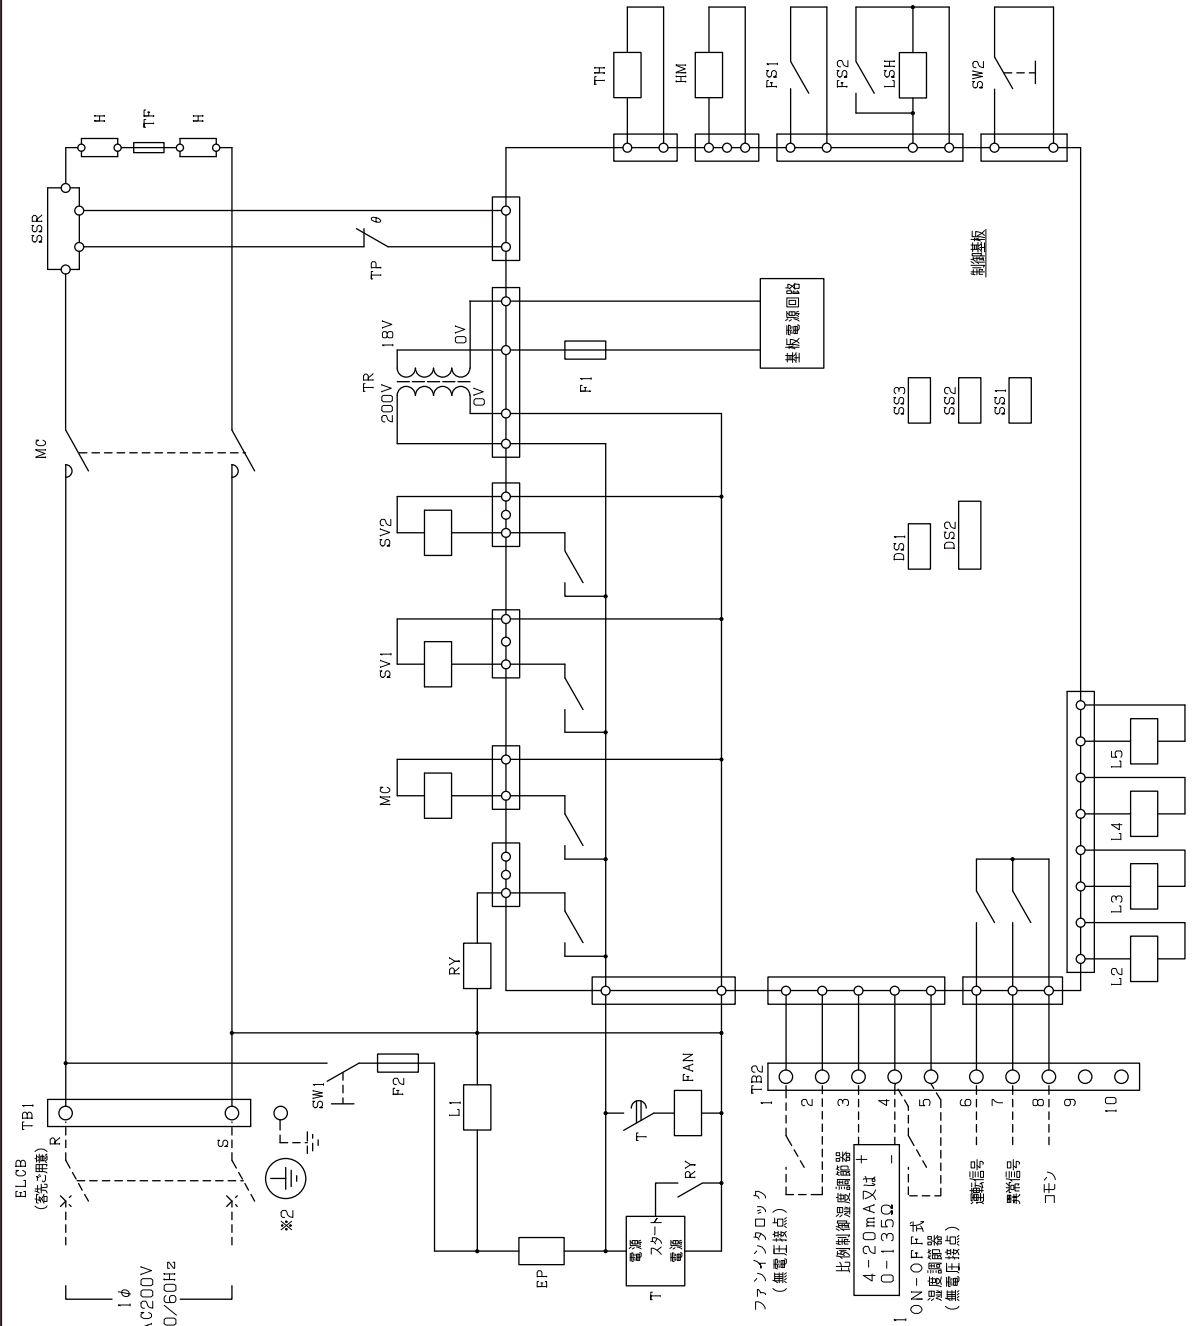 H
TF
H
SSR
θ
TP
MC
TH
HM
FS1
FS2
LSH
SW2
制御基板
18V
0V
TR
200V
0V
F1
基板電源回路
SS3
SS2
SS1
DS1
DS2
SV2
SV1
MC
RY
L5
L4
L3
L2
TB1
R
S
ELCB
(客先ご用意)
※2
SW1
F2
L1
EP
1φ
AC200V
0/60Hz
FAN
T
RY
電源
スタート
電源
T
TB2
1
2
3
4
5
6
7
8
9
10
ファンインタロック
(無電圧接点)
比例制御湿度調節器
4-20mA又は
0-135Ω
+
-
1
ON-OFF式
湿度調節器
(無電圧接点)
運転信号
異常信号
コモン